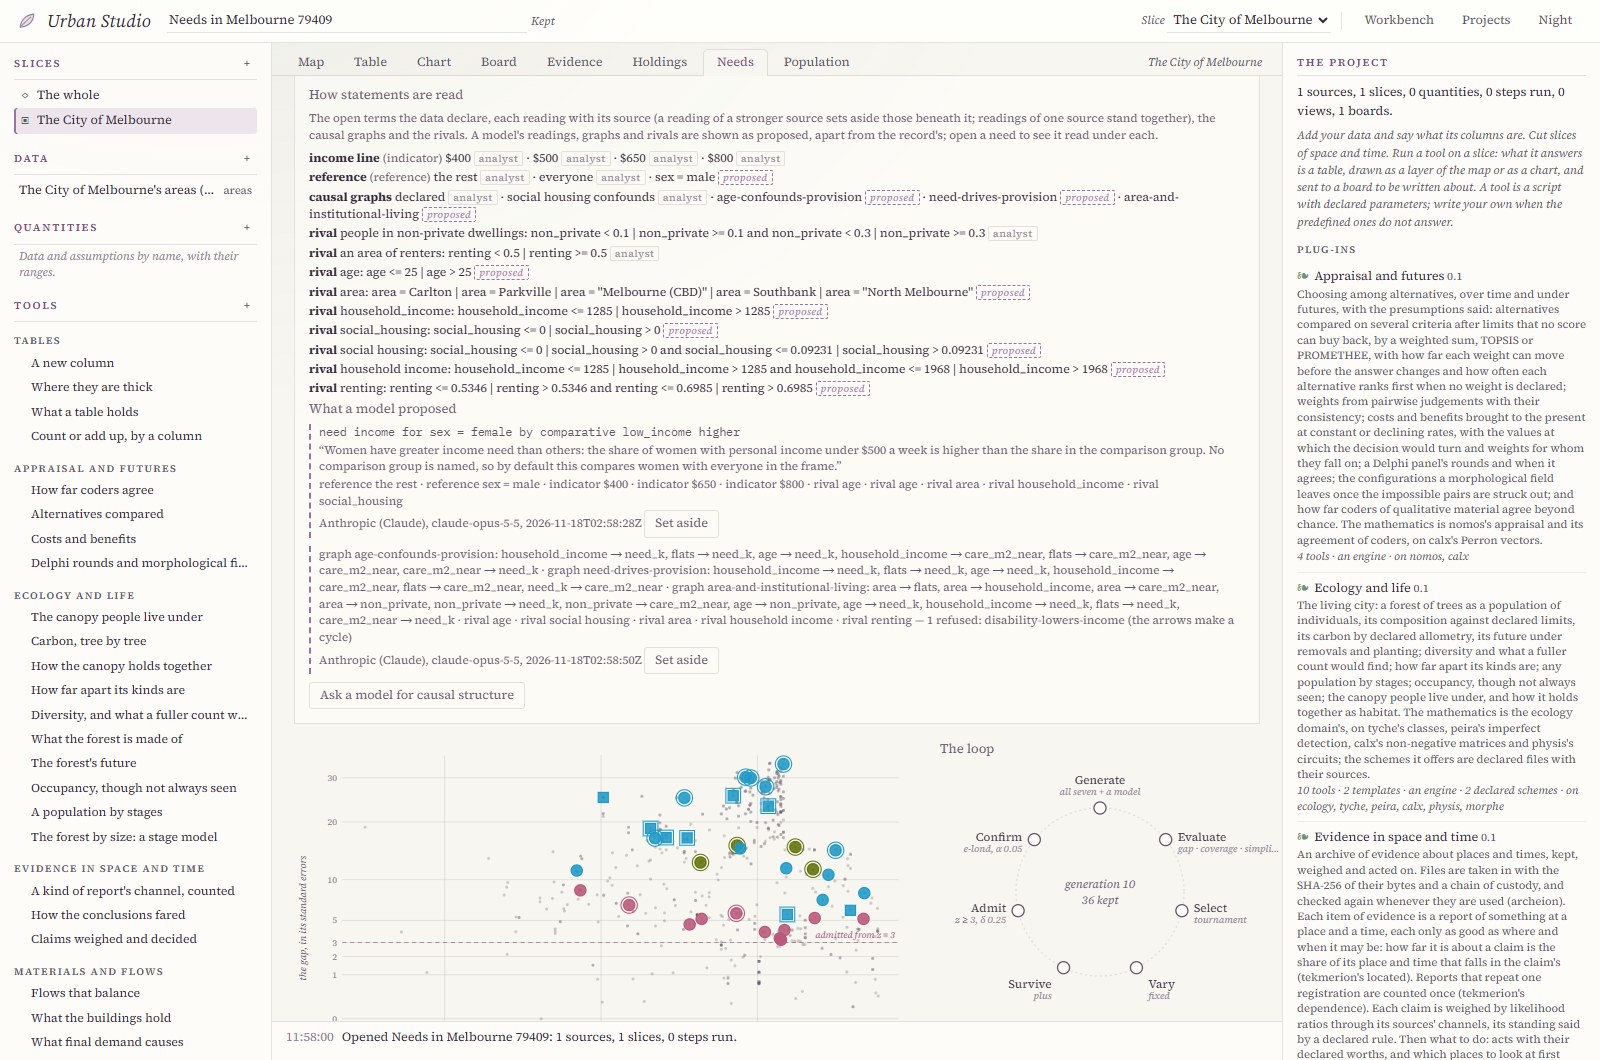 Urban Studio
Needs in Melbourne 79409
Kept
Slice The City of Melbourne
Workbench
Projects
Night
SLICES +
The whole
The City of Melbourne
DATA +
The City of Melbourne's areas (... areas
QUANTITIES +
Data and assumptions by name, with their
ranges.
TOOLS +
TABLES
A new column
Where they are thick
What a table holds
Count or add up, by a column
APPRAISAL AND FUTURES
How far coders agree
Alternatives compared
Costs and benefits
Delphi rounds and morphological fi...
ECOLOGY AND LIFE
The canopy people live under
Carbon, tree by tree
How the canopy holds together
How far apart its kinds are
Diversity, and what a fuller count w...
What the forest is made of
The forest's future
Occupancy, though not always seen
A population by stages
The forest by size: a stage model
EVIDENCE IN SPACE AND TIME
A kind of report's channel, counted
How the conclusions fared
Claims weighed and decided
MATERIALS AND FLOWS
Flows that balance
What the buildings hold
What final demand causes
Map
Table
Chart
Board
Evidence
Holdings
Needs
Population
The City of Melbourne
How statements are read
The open terms the data declare, each reading with its source (a reading of a stronger source sets aside those beneath it; readings of one source stand together), the
causal graphs and the rivals. A model's readings, graphs and rivals are shown as proposed, apart from the record's; open a need to see it read under each.
income line (indicator) $400 analyst · $500 analyst · $650 analyst · $800 analyst
reference (reference) the rest analyst · everyone analyst · sex = male proposed
causal graphs declared analyst · social housing confounds analyst · age-confounds-provision proposed · need-drives-provision proposed · area-and-
institutional-living proposed
rival people in non-private dwellings: non_private < 0.1 | non_private >= 0.1 and non_private < 0.3 | non_private >= 0.3 analyst
rival an area of renters: renting < 0.5 | renting >= 0.5 analyst
rival age: age <= 25 | age > 25 proposed
rival area: area = Carlton | area = Parkville | area = "Melbourne (CBD)" | area = Southbank | area = "North Melbourne" proposed
rival household_income: household_income <= 1285 | household_income > 1285 proposed
rival social_housing: social_housing <= 0 | social_housing > 0 proposed
rival social housing: social_housing <= 0 | social_housing > 0 and social_housing <= 0.09231 | social_housing > 0.09231 proposed
rival household income: household_income <= 1285 | household_income > 1285 and household_income <= 1968 | household_income > 1968 proposed
rival renting: renting <= 0.5346 | renting > 0.5346 and renting <= 0.6985 | renting > 0.6985 proposed
What a model proposed
need income for sex = female by comparative low_income higher
“Women have greater income need than others: the share of women with personal income under $500 a week is higher than the share in the comparison group. No
comparison group is named, so by default this compares women with everyone in the frame.”
reference the rest · reference sex = male · indicator $400 · indicator $650 · indicator $800 · rival age · rival age · rival area · rival household_income · rival
social_housing
Anthropic (Claude), claude-opus-5-5, 2026-11-18T02:58:28Z Set aside
graph age-confounds-provision: household_income → need_k, flats → need_k, age → need_k, household_income → care_m2_near, flats → care_m2_near, age →
care_m2_near, care_m2_near → need_k · graph need-drives-provision: household_income → need_k, flats → need_k, age → need_k, household_income →
care_m2_near, flats → care_m2_near, need_k → care_m2_near · graph area-and-institutional-living: area → flats, area → household_income, area → care_m2_near,
area → non_private, non_private → need_k, non_private → care_m2_near, age → non_private, age → need_k, household_income → need_k, flats → need_k,
care_m2_near → need_k · rival age · rival social housing · rival area · rival household income · rival renting — 1 refused: disability-lowers-income (the arrows make a
cycle)
Anthropic (Claude), claude-opus-5-5, 2026-11-18T02:58:50Z Set aside
Ask a model for causal structure
the gap, in its standard errors
30
20
10
5
3
2
1
0
admitted from z = 3
The loop
Generate
all seven + a model
Confirm
e-lond, α 0.05
Evaluate
gap · coverage · simpli...
generation 10
36 kept
Admit
z ≥ 3, δ 0.25
Select
tournament
Survive
plus
Vary
fixed
11:58:00 Opened Needs in Melbourne 79409: 1 sources, 1 slices, 0 steps run.
THE PROJECT
1 sources, 1 slices, 0 quantities, 0 steps run, 0
views, 1 boards.
Add your data and say what its columns are. Cut slices
of space and time. Run a tool on a slice: what it answers
is a table, drawn as a layer of the map or as a chart, and
sent to a board to be written about. A tool is a script
with declared parameters; write your own when the
predefined ones do not answer.
PLUG-INS
Appraisal and futures 0.1
Choosing among alternatives, over time and under
futures, with the presumptions said: alternatives
compared on several criteria after limits that no score
can buy back, by a weighted sum, TOPSIS or
PROMETHEE, with how far each weight can move
before the answer changes and how often each
alternative ranks first when no weight is declared;
weights from pairwise judgements with their
consistency; costs and benefits brought to the present
at constant or declining rates, with the values at
which the decision would turn and weights for whom
they fall on; a Delphi panel's rounds and when it
agrees; the configurations a morphological field
leaves once the impossible pairs are struck out; and
how far coders of qualitative material agree beyond
chance. The mathematics is nomos's appraisal and its
agreement of coders, on calx's Perron vectors.
4 tools · an engine · on nomos, calx
Ecology and life 0.1
The living city: a forest of trees as a population of
individuals, its composition against declared limits,
its carbon by declared allometry, its future under
removals and planting; diversity and what a fuller
count would find; how far apart its kinds are; any
population by stages; occupancy, though not always
seen; the canopy people live under, and how it holds
together as habitat. The mathematics is the ecology
domain's, on tyche's classes, peira's imperfect
detection, calx's non-negative matrices and physis's
circuits; the schemes it offers are declared files with
their sources.
10 tools · 2 templates · an engine · 2 declared schemes · on
ecology, tyche, peira, calx, physis, morphe
Evidence in space and time 0.1
An archive of evidence about places and times, kept,
weighed and acted on. Files are taken in with the
SHA-256 of their bytes and a chain of custody, and
checked again whenever they are used (archeion).
Each item of evidence is a report of something at a
place and a time, each only as good as where and
when it may be: how far it is about a claim is the
share of its place and time that falls in the claim's
(tekmerion's located). Reports that repeat one
registration are counted once (tekmerion's
dependence). Each claim is weighed by likelihood
ratios through its sources' channels, its standing said
by a declared rule. Then what to do: acts with their
declared worths, and which places to look at first